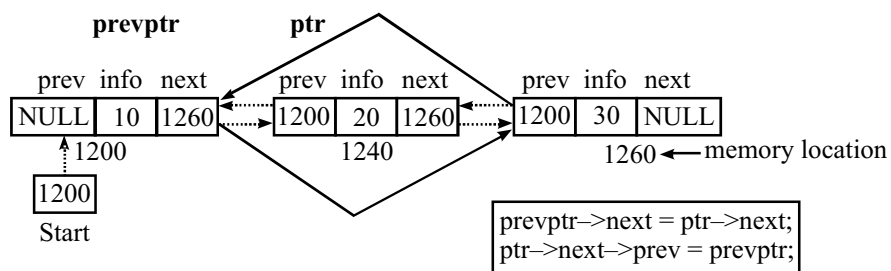 prevptr ptr
prev info next prev info next prev info next
NULL 10 1260 1200 20 1260 1200 30 NULL
1200 1240 1260 memory location
1200
Start
prevptr–>next = ptr–>next;
ptr–>next–>prev = prevptr;